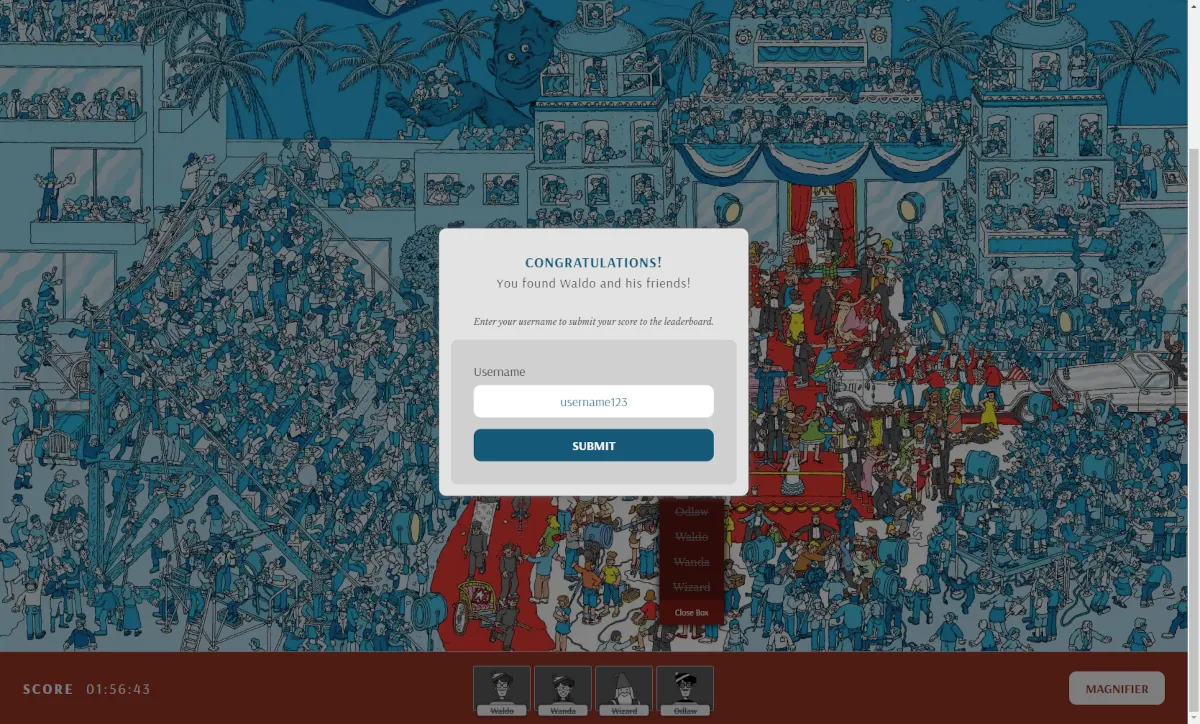 CONGRATULATIONS!
You found Waldo and his friends!
Enter your username to submit your score to the leaderboard.
Username
username123
SUBMIT
Odlaw
Waldo
Wanda
Wizard
Close Box
SCORE 01:56:43
Waldo
Wanda
Wizard
Odlaw
MAGNIFIER